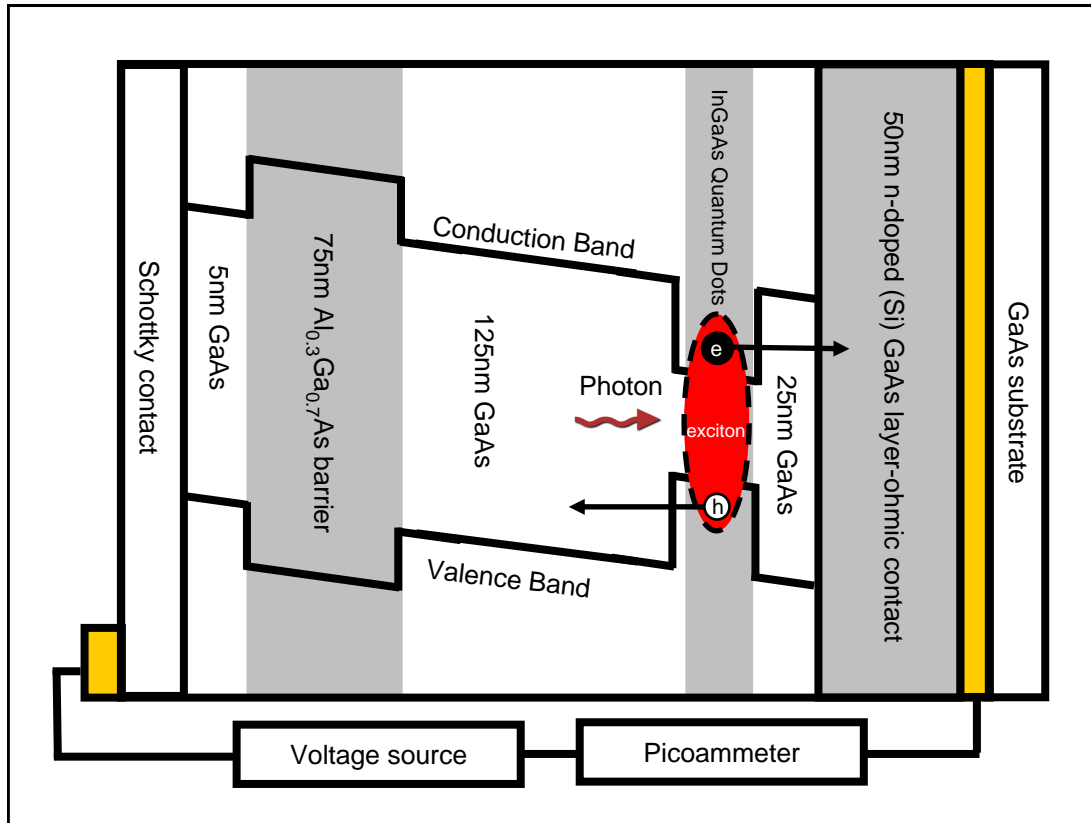 Schottky contact
5nm GaAs
75nm Al0.3Ga0.7As barrier
Conduction Band
125nm GaAs
Photon
Valence Band
InGaAs Quantum Dots
e
exciton
h
25nm GaAs
50nm n-doped (Si) GaAs layer-ohmic contact
GaAs substrate
Voltage source
Picoammeter